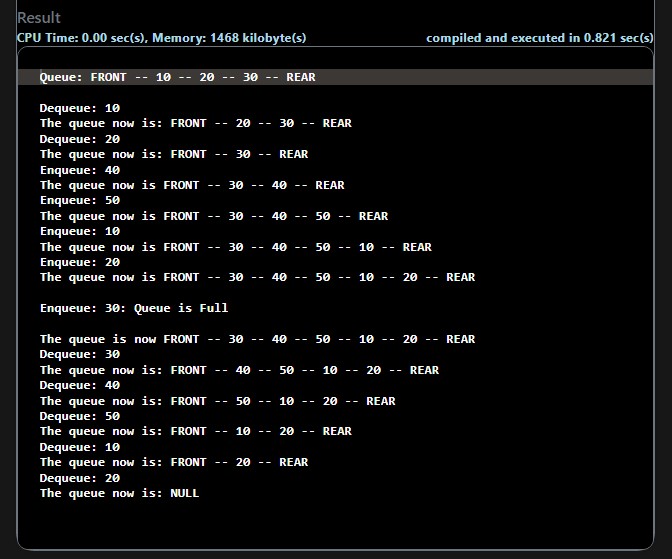 Result
CPU Time: 0.00 sec(s), Memory: 1468 kilobyte(s) compiled and executed in 0.821 sec(s)
Queue: FRONT -- 10 -- 20 -- 30 -- REAR
Dequeue: 10
The queue now is: FRONT -- 20 -- 30 -- REAR
Dequeue: 20
The queue now is: FRONT -- 30 -- REAR
Enqueue: 40
The queue now is FRONT -- 30 -- 40 -- REAR
Enqueue: 50
The queue now is FRONT -- 30 -- 40 -- 50 -- REAR
Enqueue: 10
The queue now is FRONT -- 30 -- 40 -- 50 -- 10 -- REAR
Enqueue: 20
The queue now is FRONT -- 30 -- 40 -- 50 -- 10 -- 20 -- REAR
Enqueue: 30: Queue is Full
The queue is now FRONT -- 30 -- 40 -- 50 -- 10 -- 20 -- REAR
Dequeue: 30
The queue now is: FRONT -- 40 -- 50 -- 10 -- 20 -- REAR
Dequeue: 40
The queue now is: FRONT -- 50 -- 10 -- 20 -- REAR
Dequeue: 50
The queue now is: FRONT -- 10 -- 20 -- REAR
Dequeue: 10
The queue now is: FRONT -- 20 -- REAR
Dequeue: 20
The queue now is: NULL